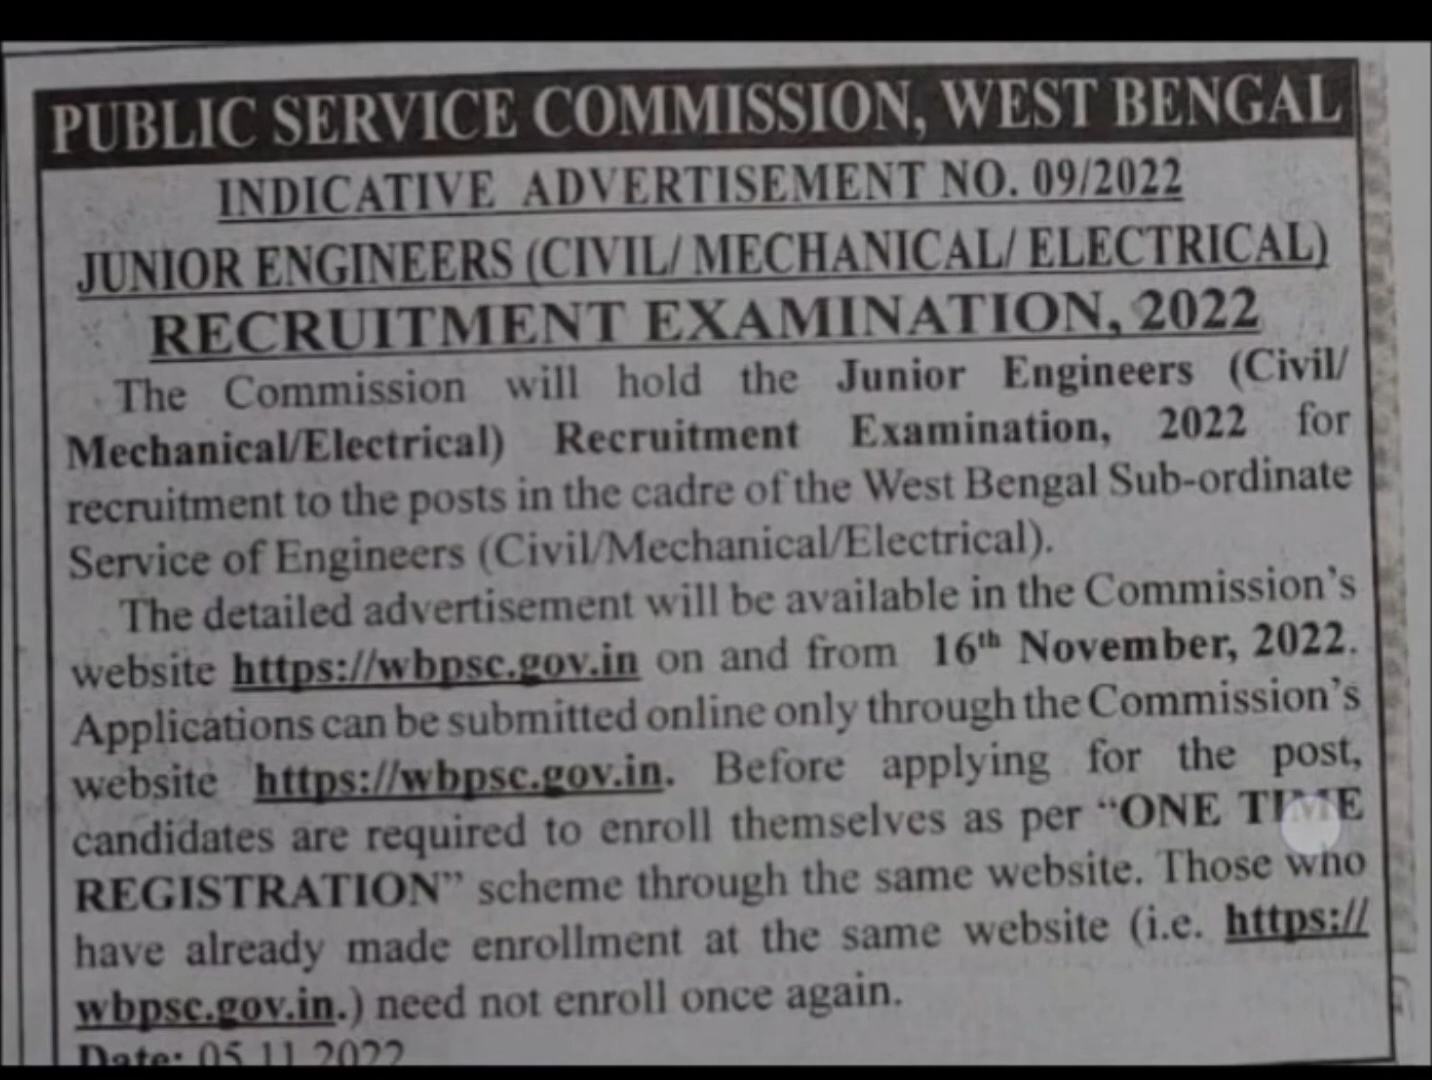 PUBLIC SERVICE COMMISSION, WEST BENGAL
INDICATIVE ADVERTISEMENT NO. 09/2022
JUNIOR ENGINEERS (CIVIL/ MECHANICAL/ ELECTRICAL)
RECRUITMENT EXAMINATION, 2022
The Commission will hold the Junior Engineers (Civil/
Mechanical/Electrical) Recruitment Examination, 2022 for
recruitment to the posts in the cadre of the West Bengal Sub-ordinate
Service of Engineers (Civil/Mechanical/Electrical).
The detailed advertisement will be available in the Commission's
website https://wbpsc.gov.in on and from 16th November, 2022.
Applications can be submitted online only through the Commission's
website https://wbpsc.gov.in. Before applying for the post,
candidates are required to enroll themselves as per “ONE TIME
REGISTRATION” scheme through the same website. Those who
have already made enrollment at the same website (i.e. https://
wbpsc.gov.in.) need not enroll once again.
Date: 05.11.2022